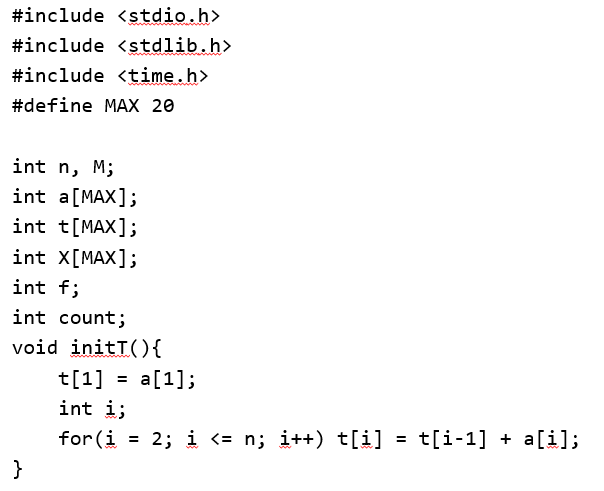 #include <stdio.h>
#include <stdlib.h>
#include <time.h>
#define MAX 20
int n, M;
int a[MAX];
int t[MAX];
int X[MAX];
int f;
int count;
void initT(){
    t[1] = a[1];
    int i;
    for(i = 2; i <= n; i++) t[i] = t[i-1] + a[i];
}